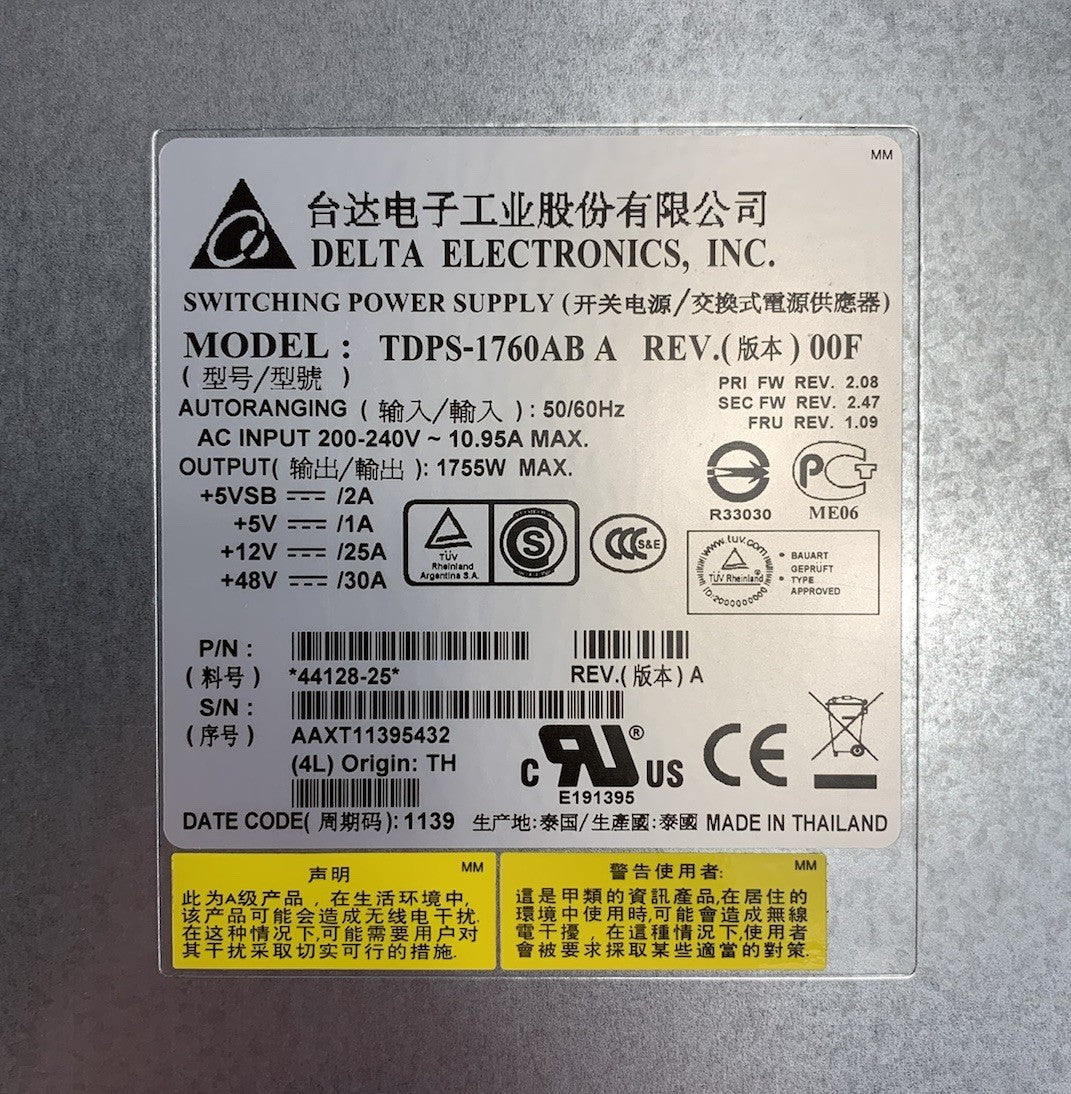 MM
台达电子工业股份有限公司
DELTA ELECTRONICS, INC.
SWITCHING POWER SUPPLY (开关电源/交換式電源供應器)
MODEL : TDPS-1760AB A REV.(版本) 00F
(型号/型號)
PRI FW REV. 2.08
SEC FW REV. 2.47
FRU REV. 1.09
AUTORANGING (输入/輸入) : 50/60Hz
AC INPUT 200-240V ~ 10.95A MAX.
OUTPUT( 输出/輸出 ): 1755W MAX.
+5VSB ⎓ /2A
+5V ⎓ /1A
+12V ⎓ /25A
+48V ⎓ /30A
TÜV
Rheinland
Argentina S.A.
S
CCC S&E
R33030
PCT
ME06
www.tuv.com
TÜV Rheinland®
ID:2000000000
• BAUART
GEPRUFT
• TYPE
APPROVED
P/N :
(料号)
*44128-25*
REV.(版本) A
S/N :
(序号)
AAXT11395432
(4L) Origin: TH
C RU® US
E191395
CE
DATE CODE( 周期码 ): 1139 生产地:泰国/生產國:泰國 MADE IN THAILAND
声明 MM
此为A级产品，在生活环境中,
该产品可能会造成无线电干扰.
在这种情况下,可能需要用户对
其干扰采取切实可行的措施.
警告使用者: MM
這是甲類的資訊產品,在居住的
環境中使用時,可能會造成無線
電干擾，在這種情況下,使用者
會被要求採取某些適當的對策.